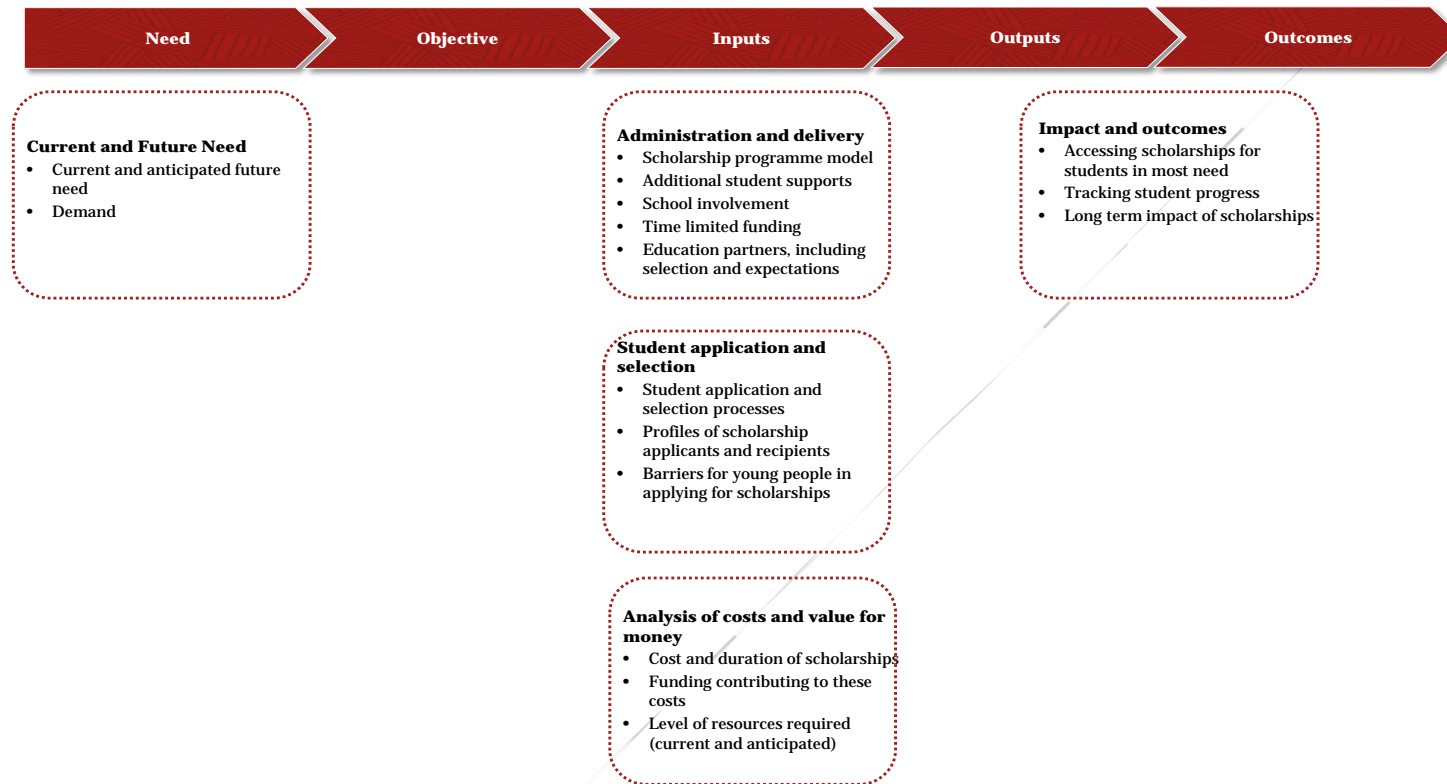 Need
Objective
Inputs
Outputs
Outcomes
Current and Future Need
• Current and anticipated future
need
• Demand
Administration and delivery
• Scholarship programme model
• Additional student supports
• School involvement
• Time limited funding
• Education partners, including
selection and expectations
Student application and
selection
• Student application and
selection processes
• Profiles of scholarship
applicants and recipients
• Barriers for young people in
applying for scholarships
Analysis of costs and value for
money
• Cost and duration of scholarships
• Funding contributing to these
costs
• Level of resources required
(current and anticipated)
Impact and outcomes
• Accessing scholarships for
students in most need
• Tracking student progress
• Long term impact of scholarships